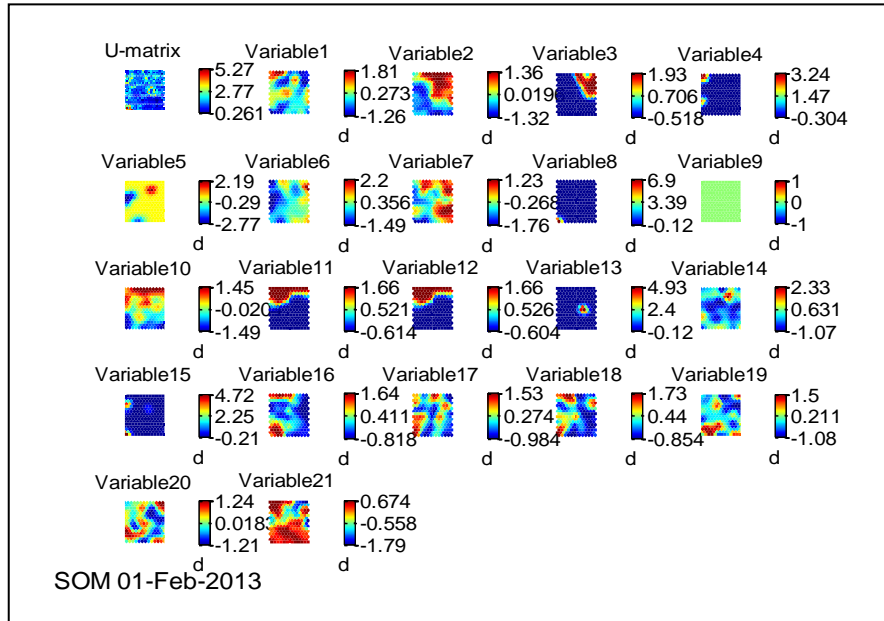 U-matrix
5.27
2.77
0.261
Variable1
1.81
0.273
-1.26
d
Variable2
1.36
0.0196
-1.32
d
Variable3
1.93
0.706
-0.518
d
Variable4
3.24
1.47
-0.304
d
Variable5
2.19
-0.29
-2.77
d
Variable6
2.2
0.356
-1.49
d
Variable7
1.23
-0.268
-1.76
d
Variable8
6.9
3.39
-0.12
d
Variable9
1
0
-1
d
Variable10
1.45
-0.020
-1.49
d
Variable11
1.66
0.521
-0.614
d
Variable12
1.66
0.526
-0.604
d
Variable13
4.93
2.4
-0.12
d
Variable14
2.33
0.631
-1.07
d
Variable15
4.72
2.25
-0.21
d
Variable16
1.64
0.411
-0.818
d
Variable17
1.53
0.274
-0.984
d
Variable18
1.73
0.44
-0.854
d
Variable19
1.5
0.211
-1.08
d
Variable20
1.24
0.018
-1.21
d
Variable21
0.674
-0.558
-1.79
d
SOM 01-Feb-2013